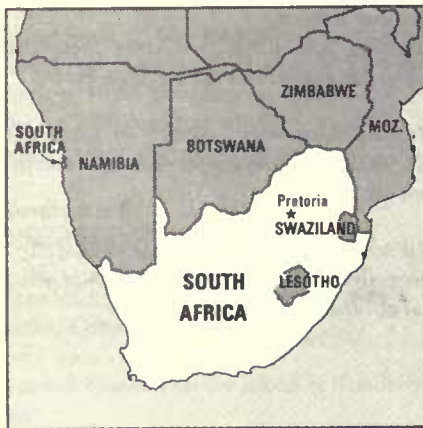 ZIMBABWE
MOZ.
SOUTH
AFRICA
NAMIBIA
BOTSWANA
Pretoria
SWAZILAND
SOUTH
AFRICA
LESOTHO